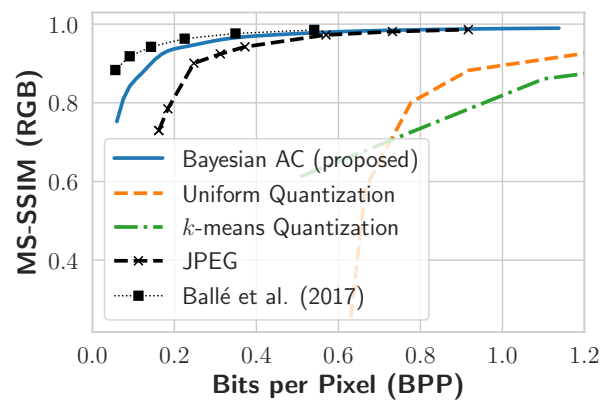 MS-SSIM (RGB)
1.0
0.8
0.6
0.4
Bayesian AC (proposed)
Uniform Quantization
k-means Quantization
JPEG
Ballé et al. (2017)
0.0 0.2 0.4 0.6 0.8 1.0 1.2
Bits per Pixel (BPP)